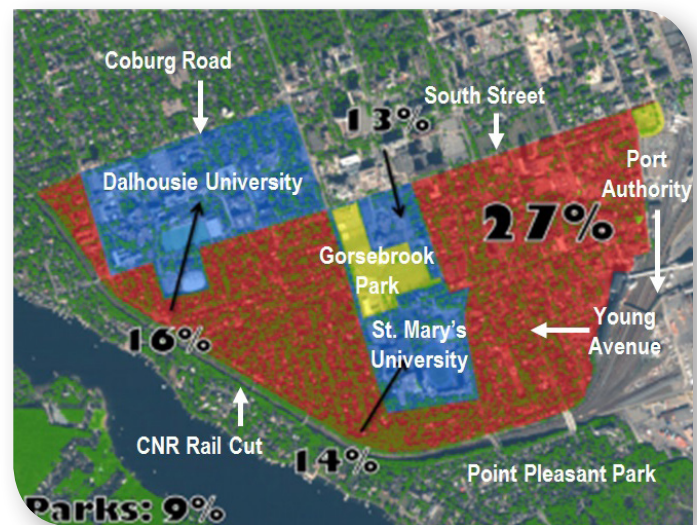 Coburg Road
South Street
13%
Port
Authority
Dalhousie University
27%
Gorsebrook
Park
St. Mary's
University
Young
Avenue
16%
CNR Rail Cut
14%
Point Pleasant Park
Parks: 9%